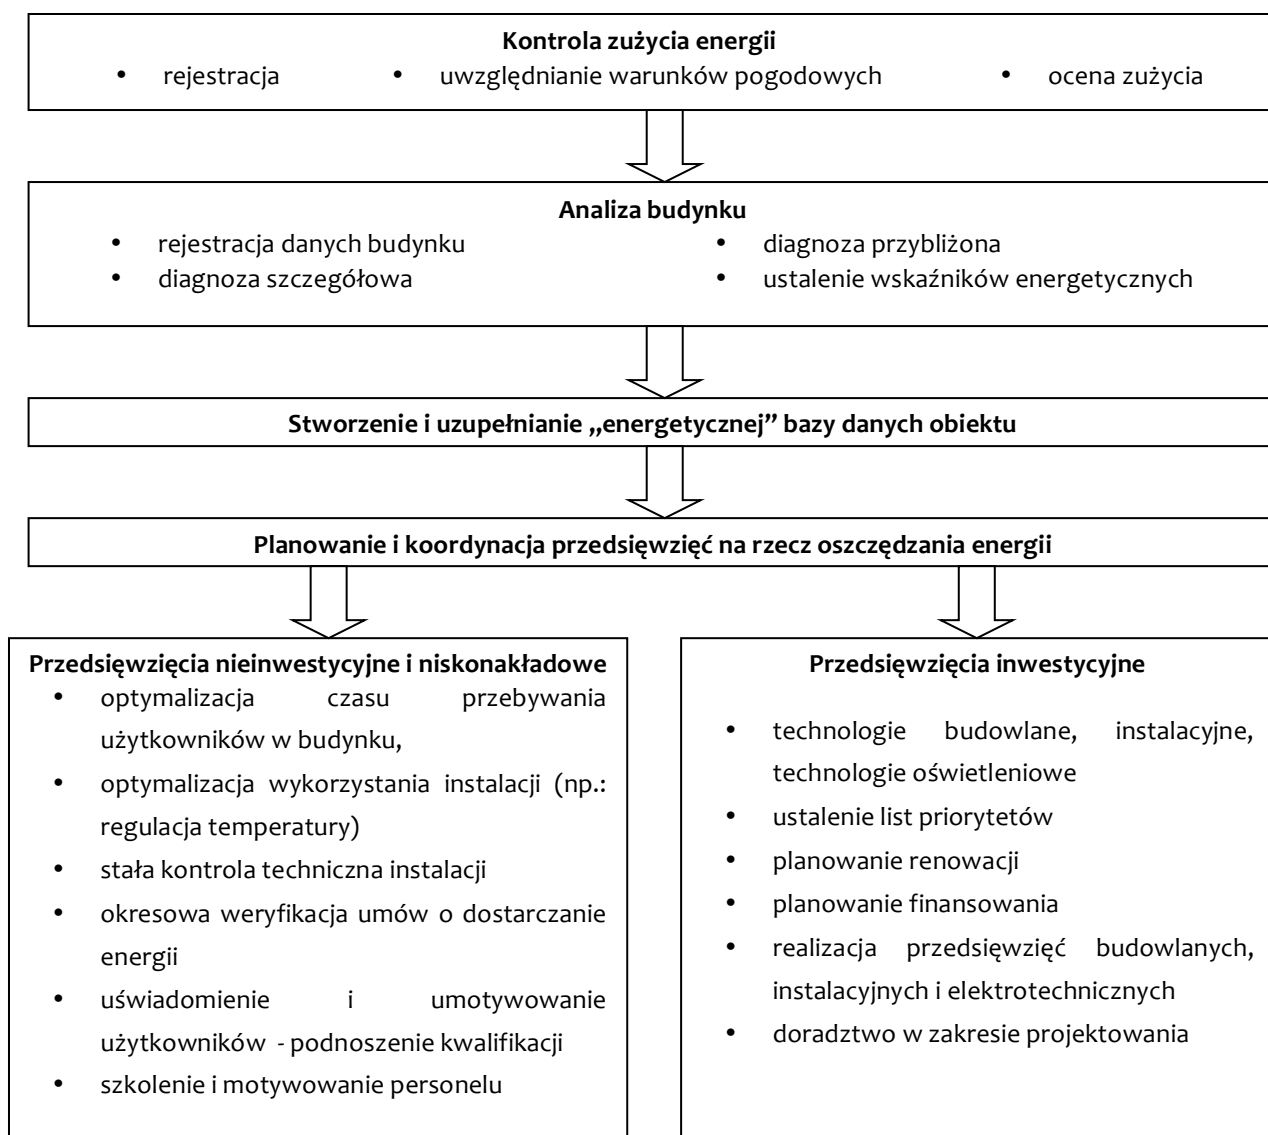 Kontrola zużycia energii
• rejestracja • uwzględnianie warunków pogodowych • ocena zużycia
Analiza budynku
• rejestracja danych budynku • diagnoza przybliżona
• diagnoza szczegółowa • ustalenie wskaźników energetycznych
Stworzenie i uzupełnianie „energetycznej” bazy danych obiektu
Planowanie i koordynacja przedsięwzięć na rzecz oszczędzania energii
Przedsięwzięcia nieinwestycyjne i niskonakładowe
• optymalizacja czasu przebywania
użytkowników w budynku,
• optymalizacja wykorzystania instalacji (np.:
regulacja temperatury)
• stała kontrola techniczna instalacji
• okresowa weryfikacja umów o dostarczanie
energii
• uświadomienie i umotywowanie
użytkowników - podnoszenie kwalifikacji
• szkolenie i motywowanie personelu
Przedsięwzięcia inwestycyjne
• technologie budowlane, instalacyjne,
technologie oświetleniowe
• ustalenie list priorytetów
• planowanie renowacji
• planowanie finansowania
• realizacja przedsięwzięć budowlanych,
instalacyjnych i elektrotechnicznych
• doradztwo w zakresie projektowania